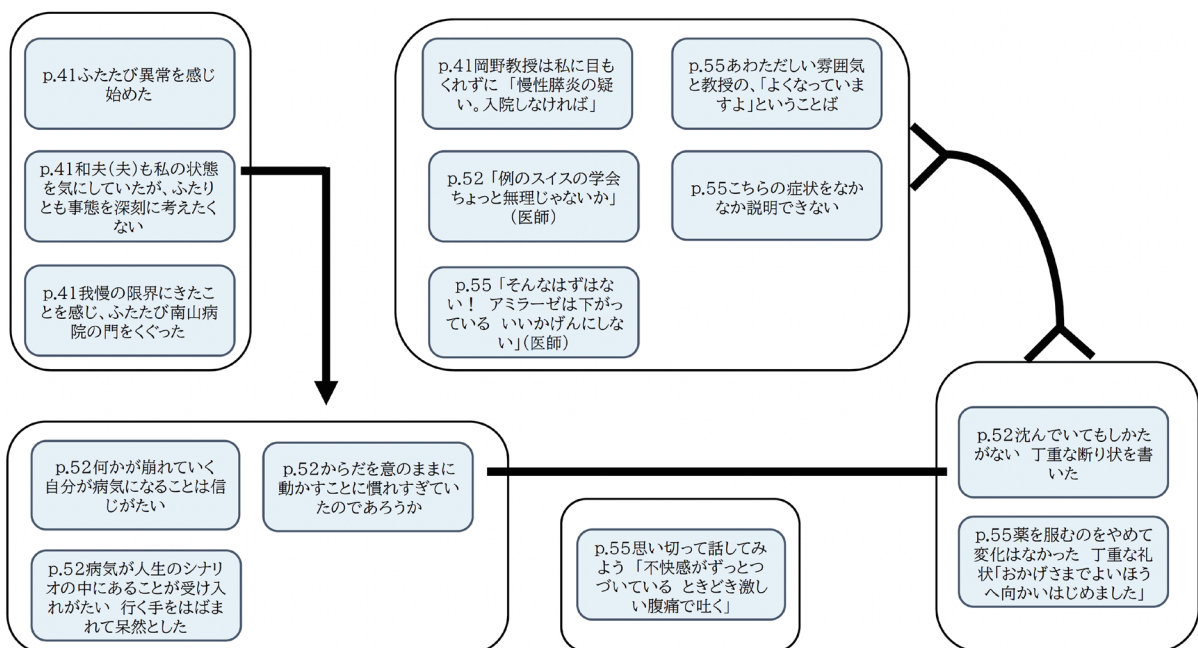 p.41ふたたび異常を感じ
始めた
p.41和夫(夫)も私の状態
を気にしていたが、ふたり
とも事態を深刻に考えたく
ない
p.41我慢の限界にきたこ
とを感じ、ふたたび南山病
院の門をくぐった
p.41岡野教授は私に目も
くれずに 「慢性膵炎の疑
い。入院しなければ」
p.55あわただしい雰囲気
と教授の、「よくなっていま
すよ」ということば
p.52 「例のスイスの学会
ちょっと無理じゃないか」
(医師)
p.55こちらの症状をなか
なか説明できない
p.55 「そんなはずはな
い! アミラーゼは下がっ
ている いいかげんにしな
い」(医師)
p.52何かが崩れていく
自分が病気になることは信
じがたい
p.52からだを意のままに
動かすことに慣れすぎてい
たのであろうか
p.52病気が人生のシナリ
オの中にあることが受け入
れがたい 行く手をはばま
れて呆然とした
p.55思い切って話してみ
よう 「不快感がずっとつ
づいている ときどき激し
い腹痛で吐く」
p.52沈んでいてもしかた
がない 丁重な断り状を書
いた
p.55薬を服むのをやめて
変化はなかった 丁重な礼
状「おかげさまでよいほう
へ向かいはじめました」